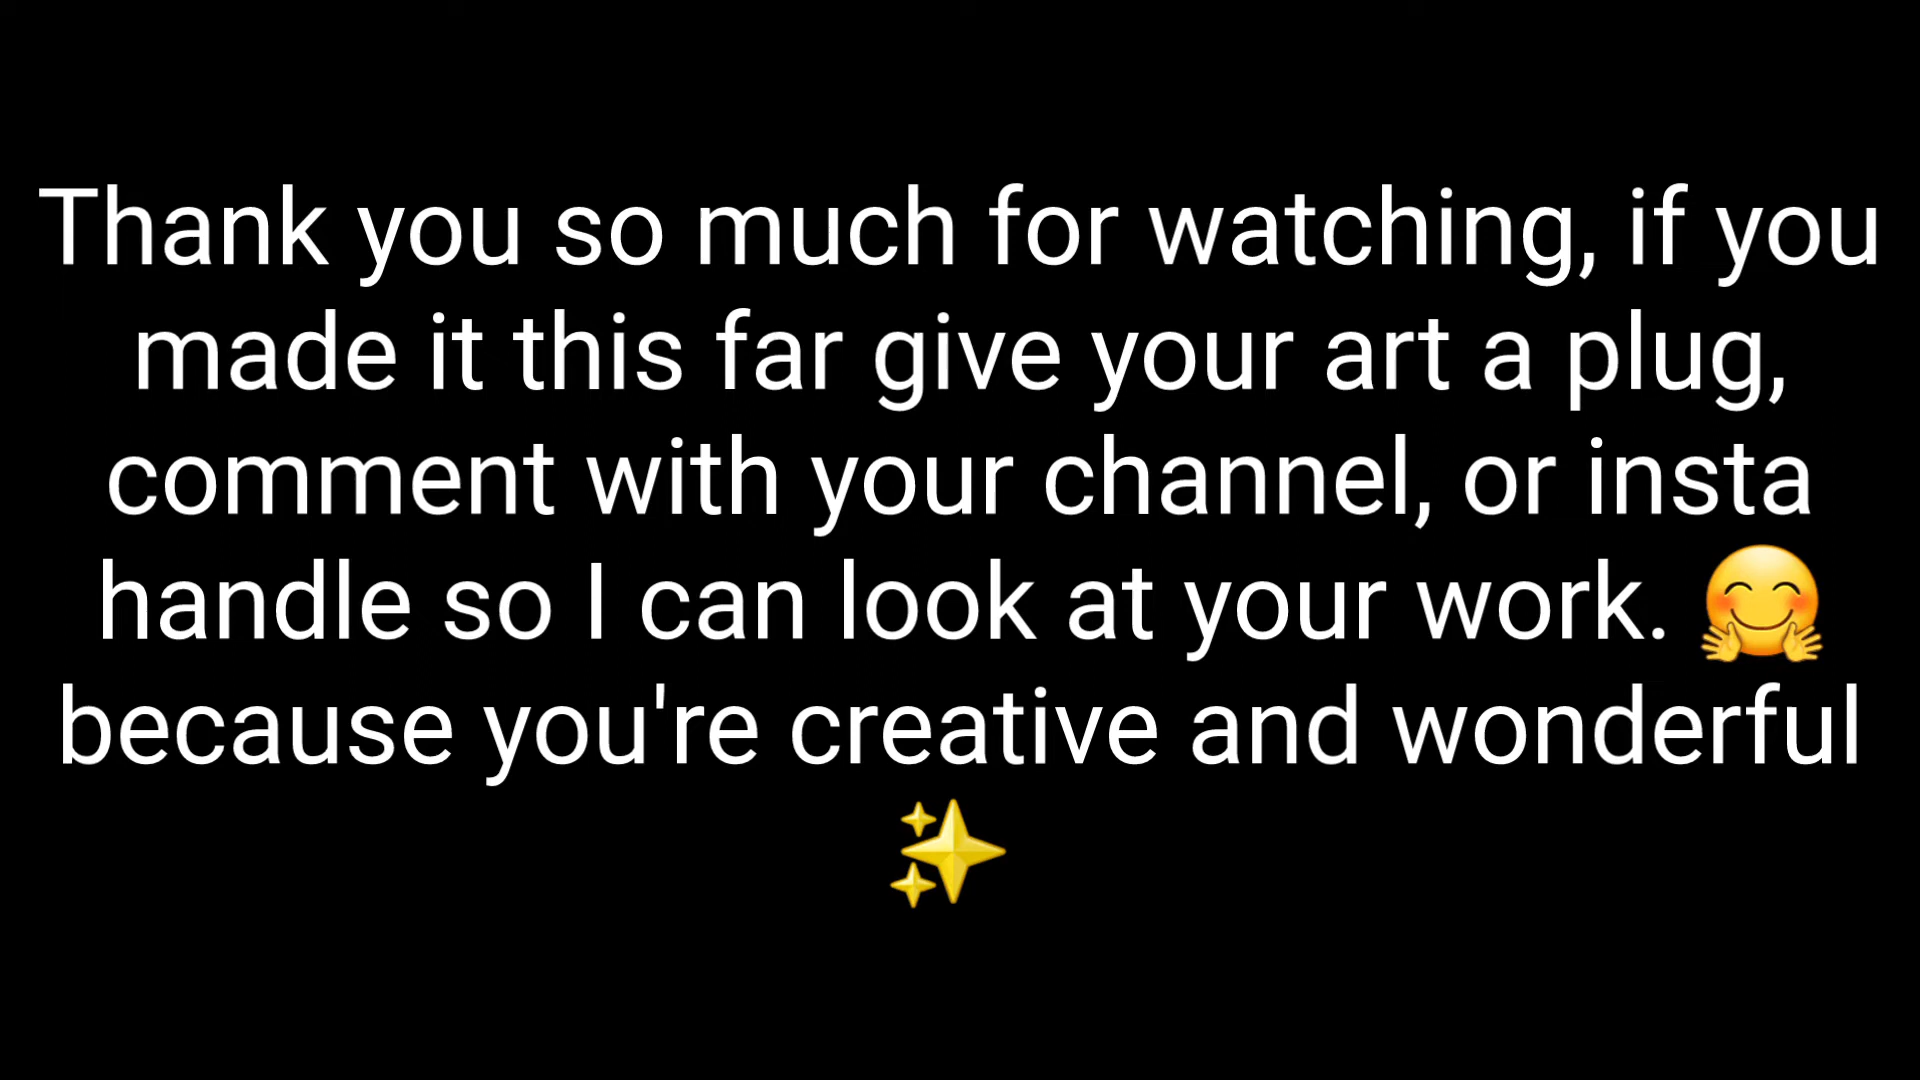 Thank you so much for watching, if you
made it this far give your art a plug,
comment with your channel, or insta
handle so I can look at your work. 🤗
because you're creative and wonderful
✨